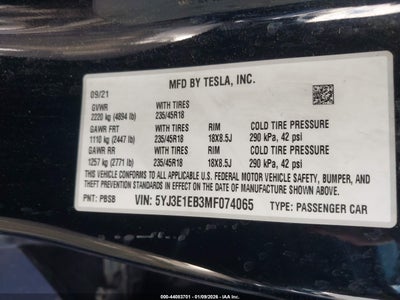 MFD BY TESLA, INC.
09/21
GVWR WITH TIRES
2220 kg (4894 lb) 235/45R18
GAWR FRT WITH TIRES RIM COLD TIRE PRESSURE
1110 kg (2447 lb) 235/45R18 18X8.5J 290 kPa, 42 psi
GAWR RR WITH TIRES RIM COLD TIRE PRESSURE
1257 kg (2771 lb) 235/45R18 18X8.5J 290 kPa, 42 psi
THIS VEHICLE CONFORMS TO ALL APPLICABLE U.S. FEDERAL MOTOR VEHICLE SAFETY, BUMPER, AND
THEFT PREVENTION STANDARDS IN EFFECT ON THE DATE OF MANUFACTURE SHOWN ABOVE.
PNT: PBSB VIN: 5YJ3E1EB3MF074065 TYPE: PASSENGER CAR
000-44083701 - 01/09/2026 - iaai.com